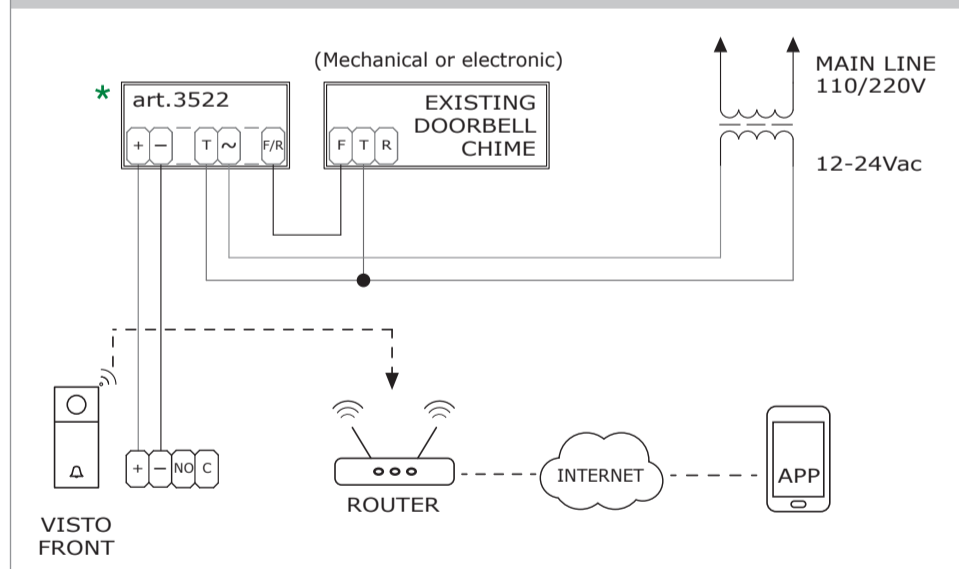 (Mechanical or electronic)
MAIN LINE
110/220V
*
art.3522
+ − T ~ F/R
EXISTING
DOORBELL
CHIME
F T R
12-24Vac
+ − NO C
VISTO
FRONT
ROUTER
INTERNET
APP